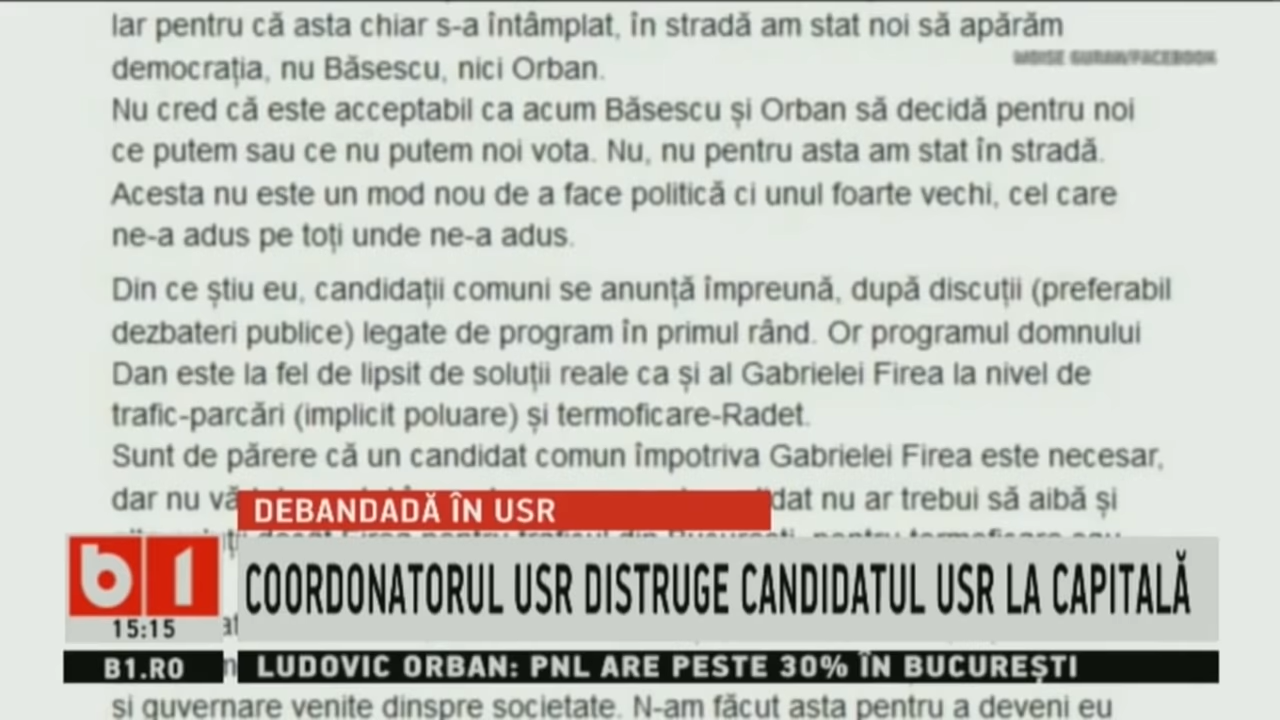 Iar pentru că asta chiar s-a întâmplat, în stradă am stat noi să apărăm
MOISE GURAN/FACEBOOK
democrația, nu Băsescu, nici Orban.
Nu cred că este acceptabil ca acum Băsescu și Orban să decidă pentru noi
ce putem sau ce nu putem noi vota. Nu, nu pentru asta am stat în stradă.
Acesta nu este un mod nou de a face politică ci unul foarte vechi, cel care
ne-a adus pe toți unde ne-a adus.
Din ce știu eu, candidații comuni se anunță împreună, după discuții (preferabil
dezbateri publice) legate de program în primul rând. Or programul domnului
Dan este la fel de lipsit de soluții reale ca și al Gabrielei Firea la nivel de
trafic-parcări (implicit poluare) și termoficare-Radet.
Sunt de părere că un candidat comun împotriva Gabrielei Firea este necesar,
dar nu nu ar trebui să aibă și
DEBANDADĂ ÎN USR
b1
COORDONATORUL USR DISTRUGE CANDIDATUL USR LA CAPITALĂ
15:15
B1.RO
LUDOVIC ORBAN: PNL ARE PESTE 30% ÎN BUCUREȘTI
și guvernare venite dinspre societate. N-am făcut asta pentru a deveni eu